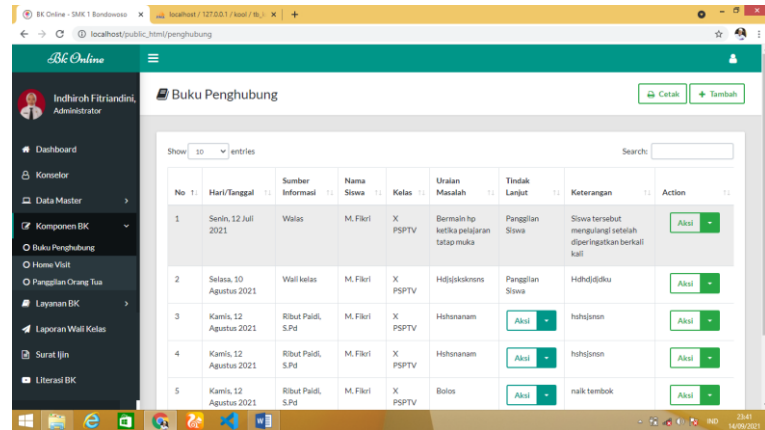 BK Online - SMK 1 Bondowoso
localhost / 127.0.0.1 / kool / tb_k
localhost/public_html/penghubung
Bk Online
Indhiroh Fitriandini,
Administrator
Dashboard
Konselor
Data Master
Komponen BK
Buku Penghubung
Home Visit
Panggilan Orang Tua
Layanan BK
Laporan Wali Kelas
Surat Ijin
Literasi BK
Buku Penghubung
Cetak
+ Tambah
Show 10 entries
Search:
No Hari/Tanggal Sumber Informasi Nama Siswa Kelas Uraian Masalah Tindak Lanjut Keterangan Action
1 Senin, 12 Juli 2021 Walas M. Fikri X PSPTV Bermain hp ketika pelajaran tatap muka Panggilan Siswa Siswa tersebut mengulangi setelah diperingatkan berkali kali Aksi
2 Selasa, 10 Agustus 2021 Wali kelas M. Fikri X PSPTV Hdjsjsksknsns Panggilan Siswa Hdhdjdjdku Aksi
3 Kamis, 12 Agustus 2021 Ribut Paidi, S.Pd M. Fikri X PSPTV Hshsnanam Aksi hshsjsnsn Aksi
4 Kamis, 12 Agustus 2021 Ribut Paidi, S.Pd M. Fikri X PSPTV Hshsnanam Aksi hshsjsnsn Aksi
5 Kamis, 12 Agustus 2021 Ribut Paidi, S.Pd M. Fikri X PSPTV Bolos Aksi naik tembok Aksi
IND
23:41
14/09/2021